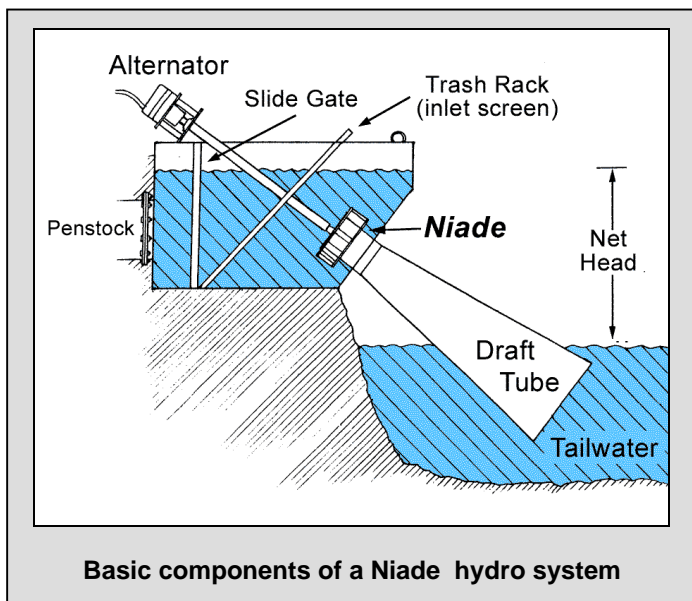 Alternator
Slide Gate
Trash Rack
(inlet screen)
Penstock
Niade
Net
Head
Draft
Tube
Tailwater
Basic components of a Niade hydro system